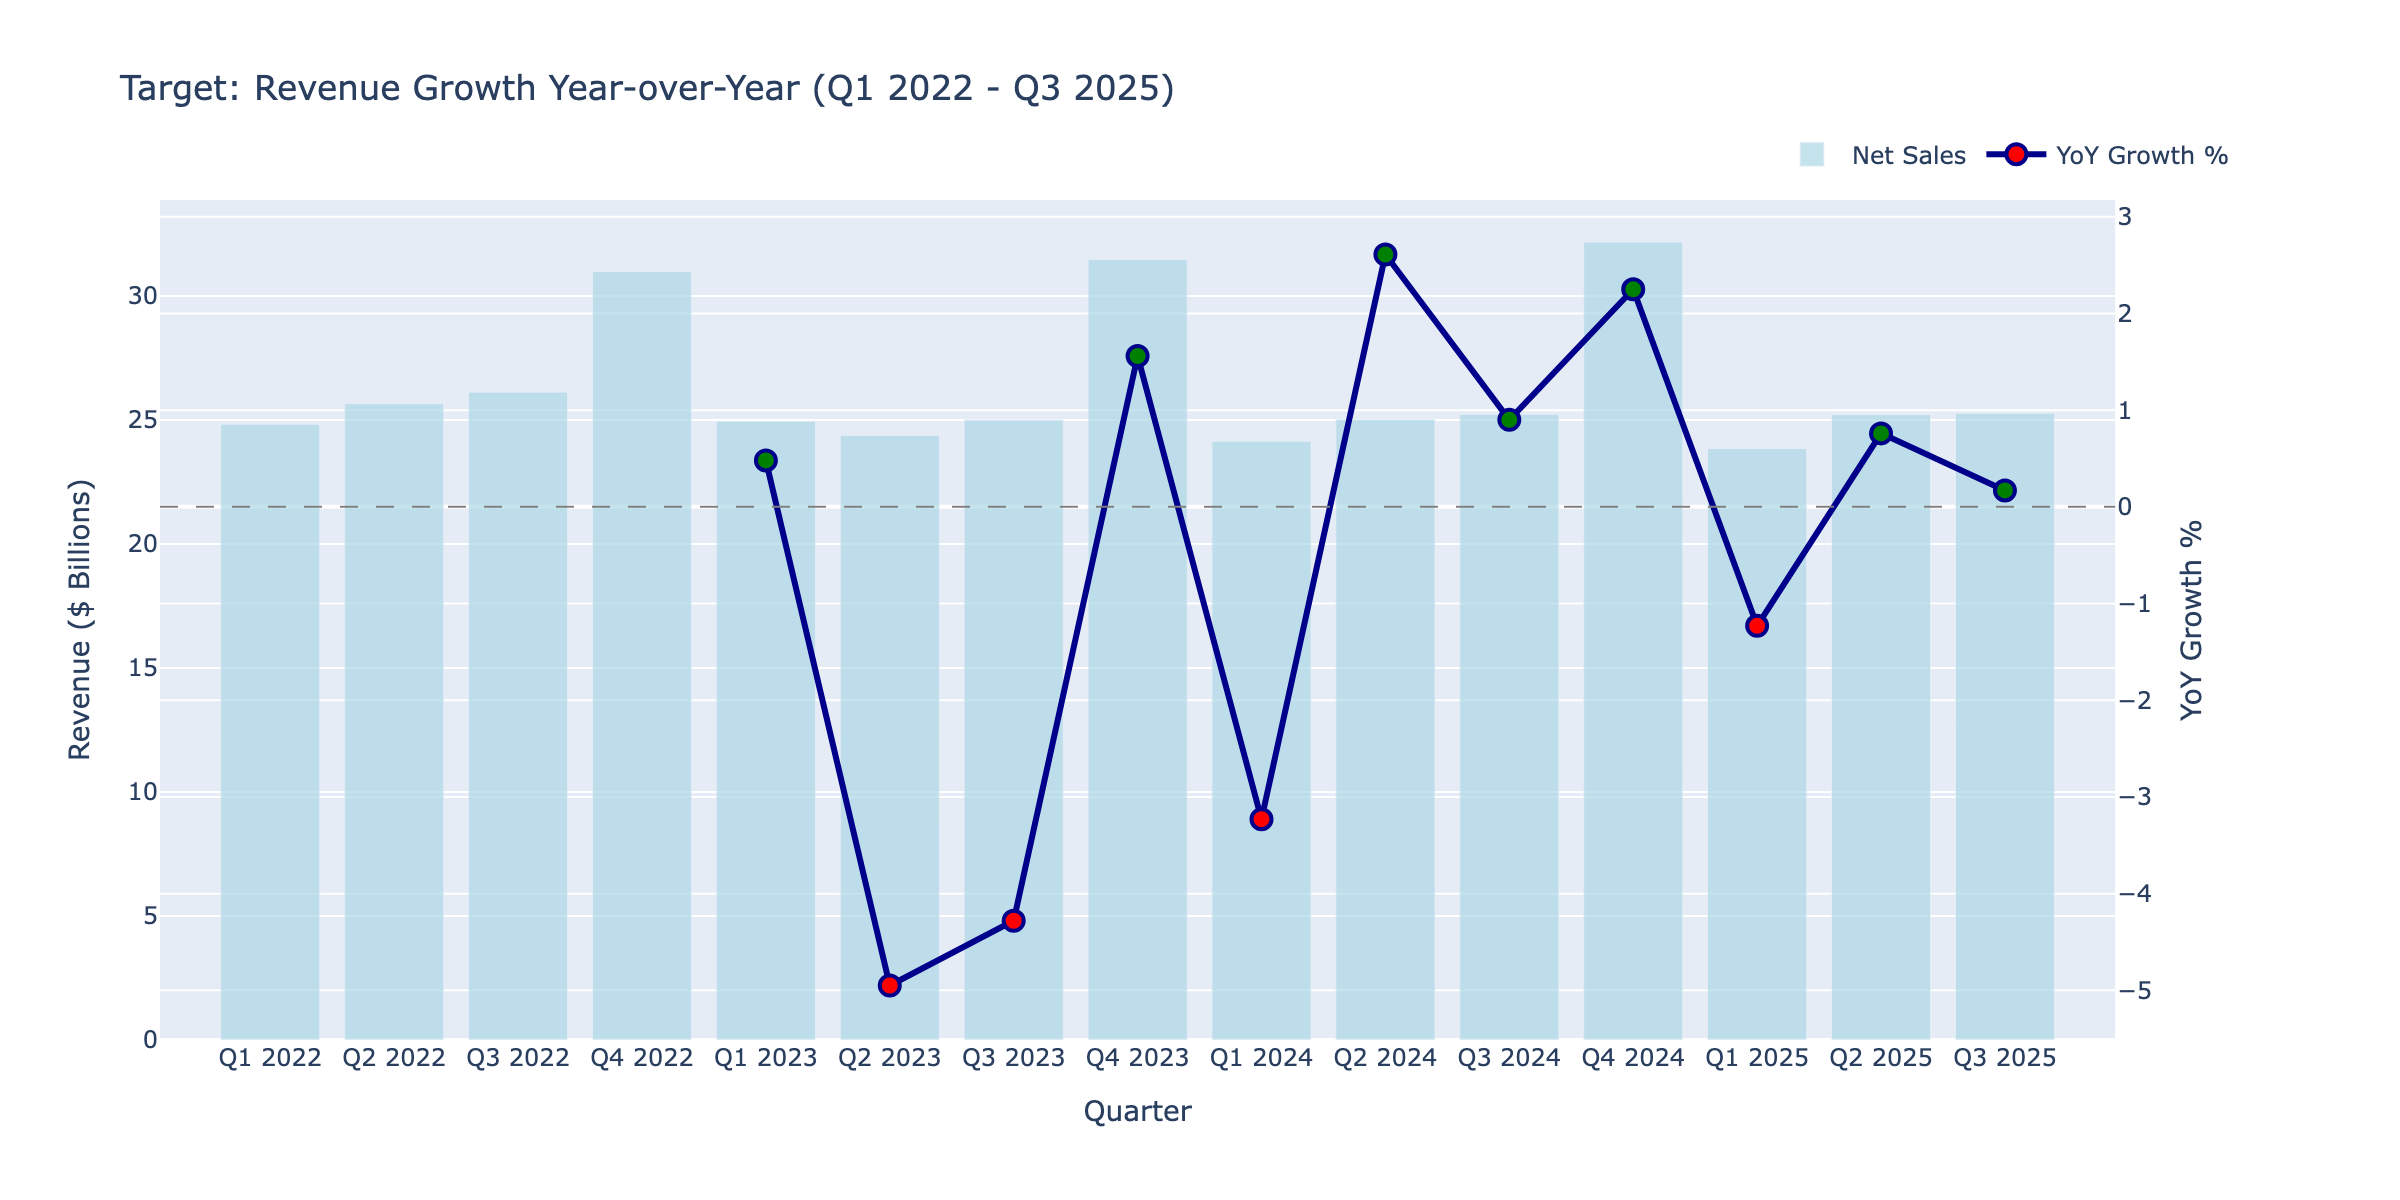 Target: Revenue Growth Year-over-Year (Q1 2022 - Q3 2025)
Net Sales
YoY Growth %
Revenue ($ Billions)
30
25
20
15
10
5
0
3
2
1
0
−1
−2
−3
−4
−5
YoY Growth %
Q1 2022 Q2 2022 Q3 2022 Q4 2022 Q1 2023 Q2 2023 Q3 2023 Q4 2023 Q1 2024 Q2 2024 Q3 2024 Q4 2024 Q1 2025 Q2 2025 Q3 2025
Quarter